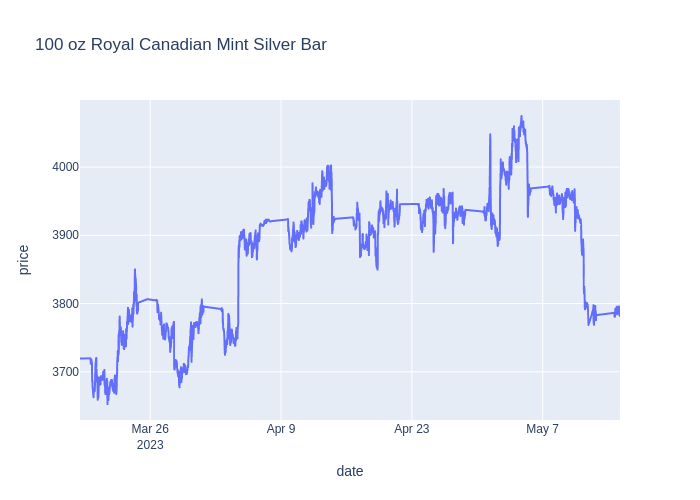 100 oz Royal Canadian Mint Silver Bar
price
4000
3900
3800
3700
Mar 26
2023
Apr 9
Apr 23
May 7
date